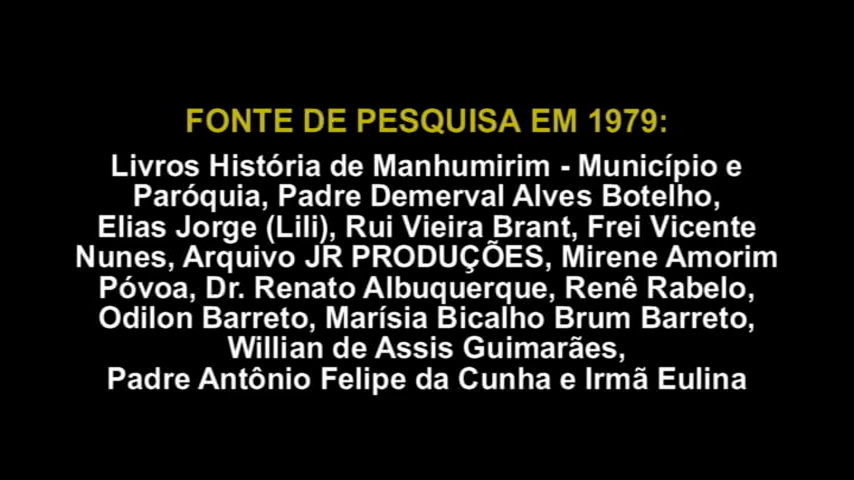 FONTE DE PESQUISA EM 1979:
Livros História de Manhumirim - Município e
Paróquia, Padre Demerval Alves Botelho,
Elias Jorge (Lili), Rui Vieira Brant, Frei Vicente
Nunes, Arquivo JR PRODUÇÕES, Mirene Amorim
Póvoa, Dr. Renato Albuquerque, Renê Rabelo,
Odilon Barreto, Marísia Bicalho Brum Barreto,
Willian de Assis Guimarães,
Padre Antônio Felipe da Cunha e Irmã Eulina